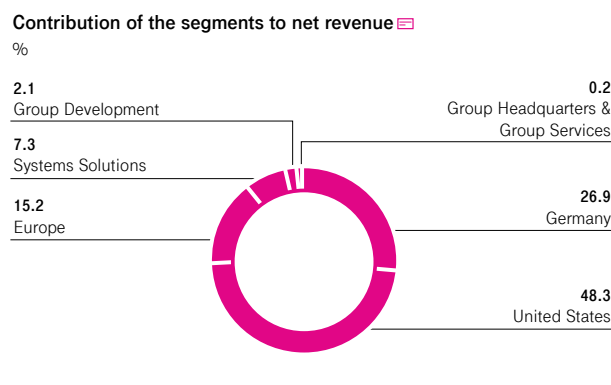 Contribution of the segments to net revenue
%
2.1
Group Development
7.3
Systems Solutions
15.2
Europe
0.2
Group Headquarters &
Group Services
26.9
Germany
48.3
United States